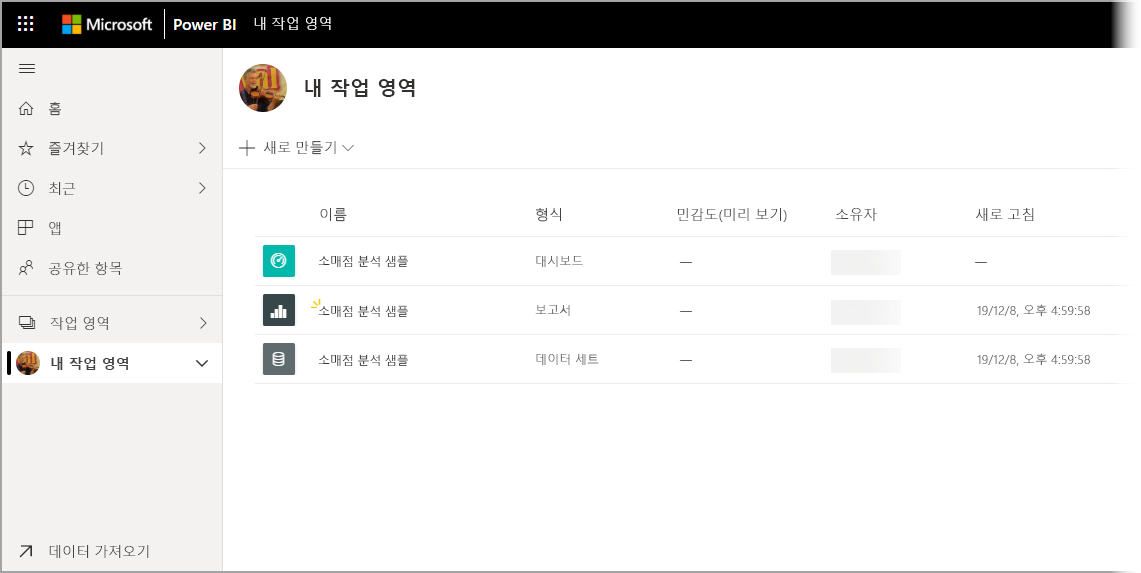 Microsoft Power BI 내 작업 영역
내 작업 영역
홈
즐겨찾기
최근
앱
공유한 항목
작업 영역
내 작업 영역
데이터 가져오기
새로 만들기
이름 형식 민감도(미리 보기) 소유자 새로 고침
소매점 분석 샘플 대시보드 — —
소매점 분석 샘플 보고서 — 19/12/8, 오후 4:59:58
소매점 분석 샘플 데이터 세트 — 19/12/8, 오후 4:59:58